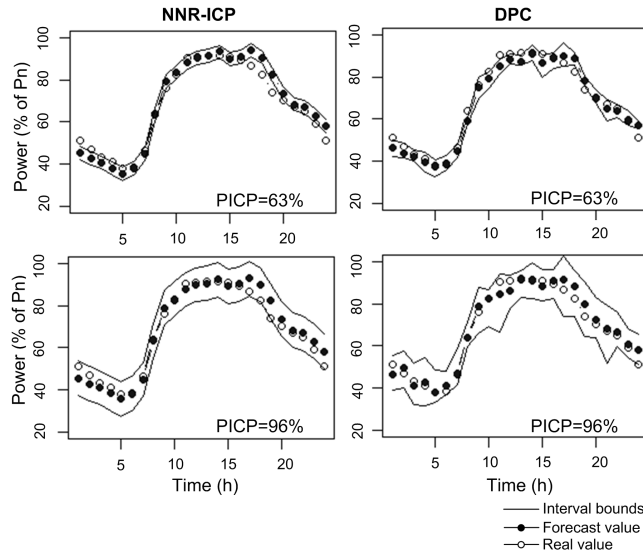 NNR-ICP
DPC
Power (% of Pn)
100
80
60
40
20
PICP=63%
5
10
15
20
100
80
60
40
20
PICP=63%
5
10
15
20
Power (% of Pn)
100
80
60
40
20
PICP=96%
5
10
15
20
Time (h)
100
80
60
40
20
PICP=96%
5
10
15
20
Time (h)
Interval bounds
Forecast value
Real value